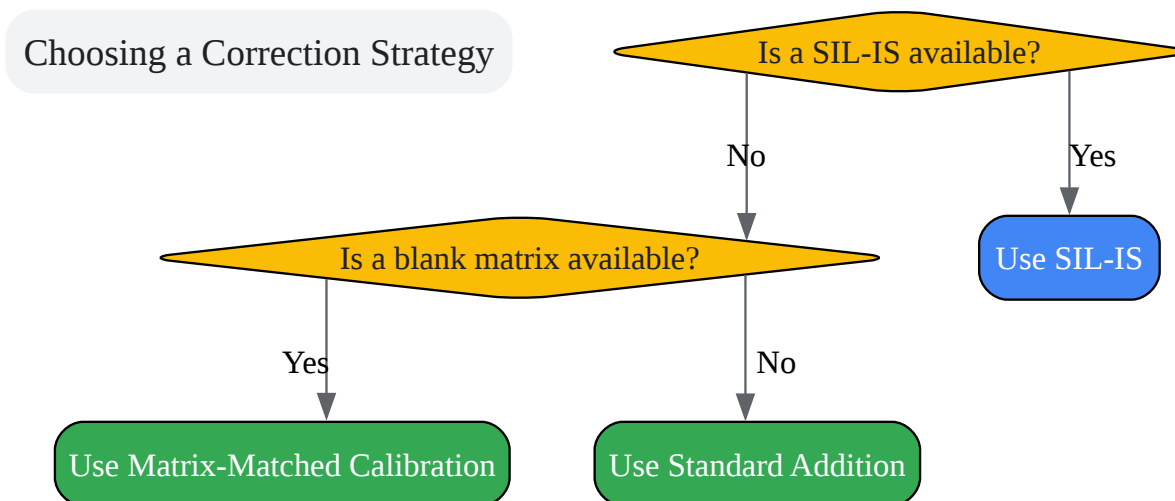 Choosing a Correction Strategy
Is a SIL-IS available?
No
Yes
Is a blank matrix available?
Use SIL-IS
Yes
No
Use Matrix-Matched Calibration
Use Standard Addition